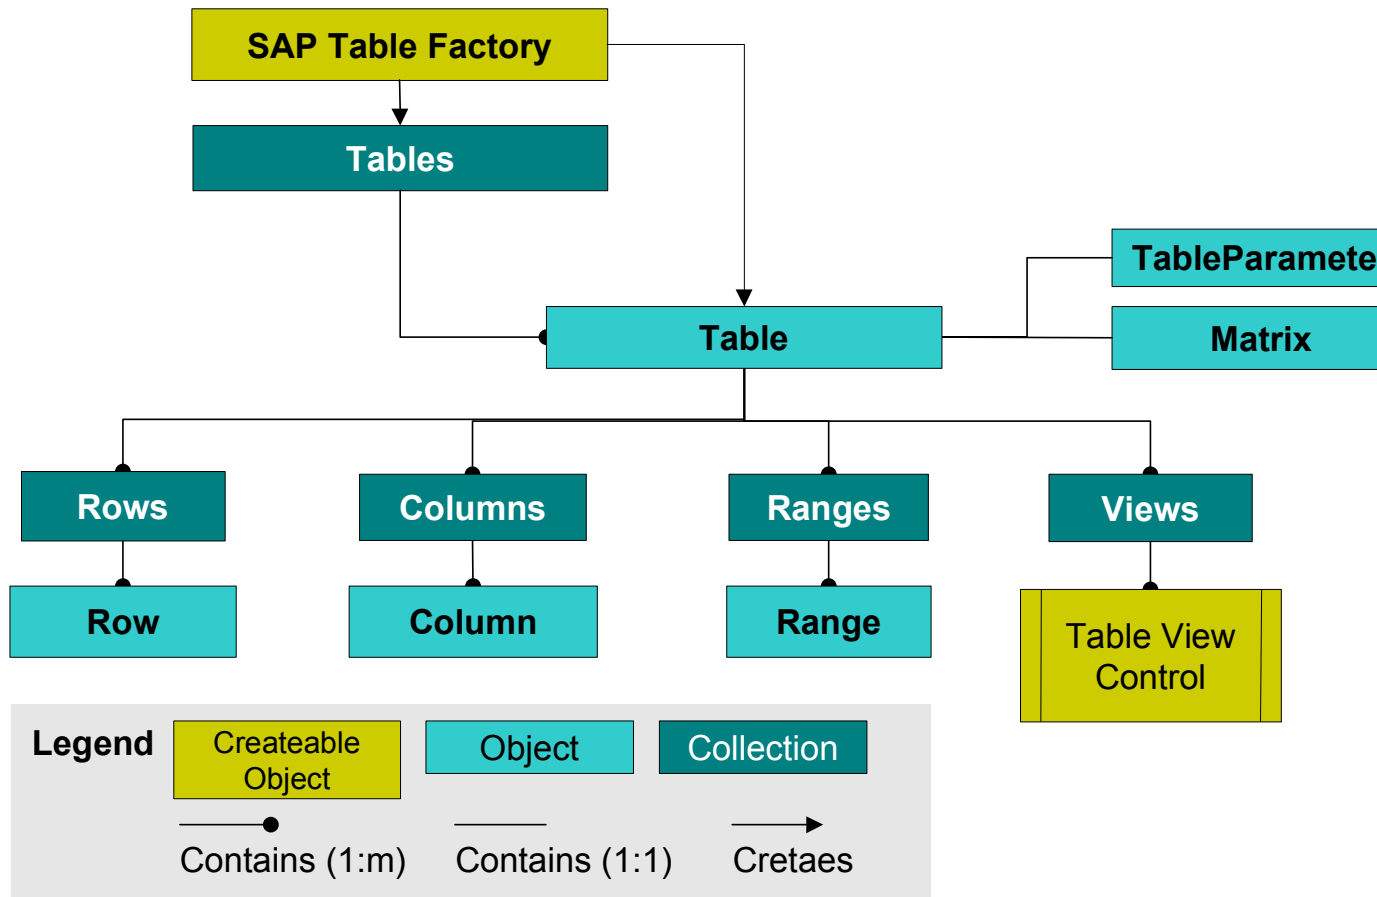 SAP Table Factory
Tables
TableParamete
Table
Matrix
Rows
Columns
Ranges
Views
Row
Column
Range
Table View
Control
Legend
Createable
Object
Object
Collection
Contains (1:m)
Contains (1:1)
Cretaes